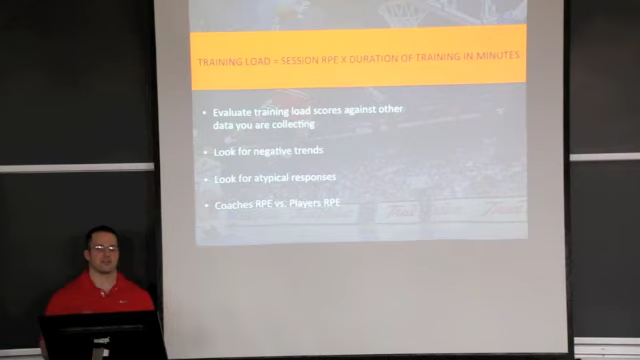 TRAINING LOAD = SESSION RPE X DURATION OF TRAINING IN MINUTES
• Evaluate training load scores against other
data you are collecting
• Look for negative trends
• Look for atypical responses
• Coaches RPE vs. Players RPE